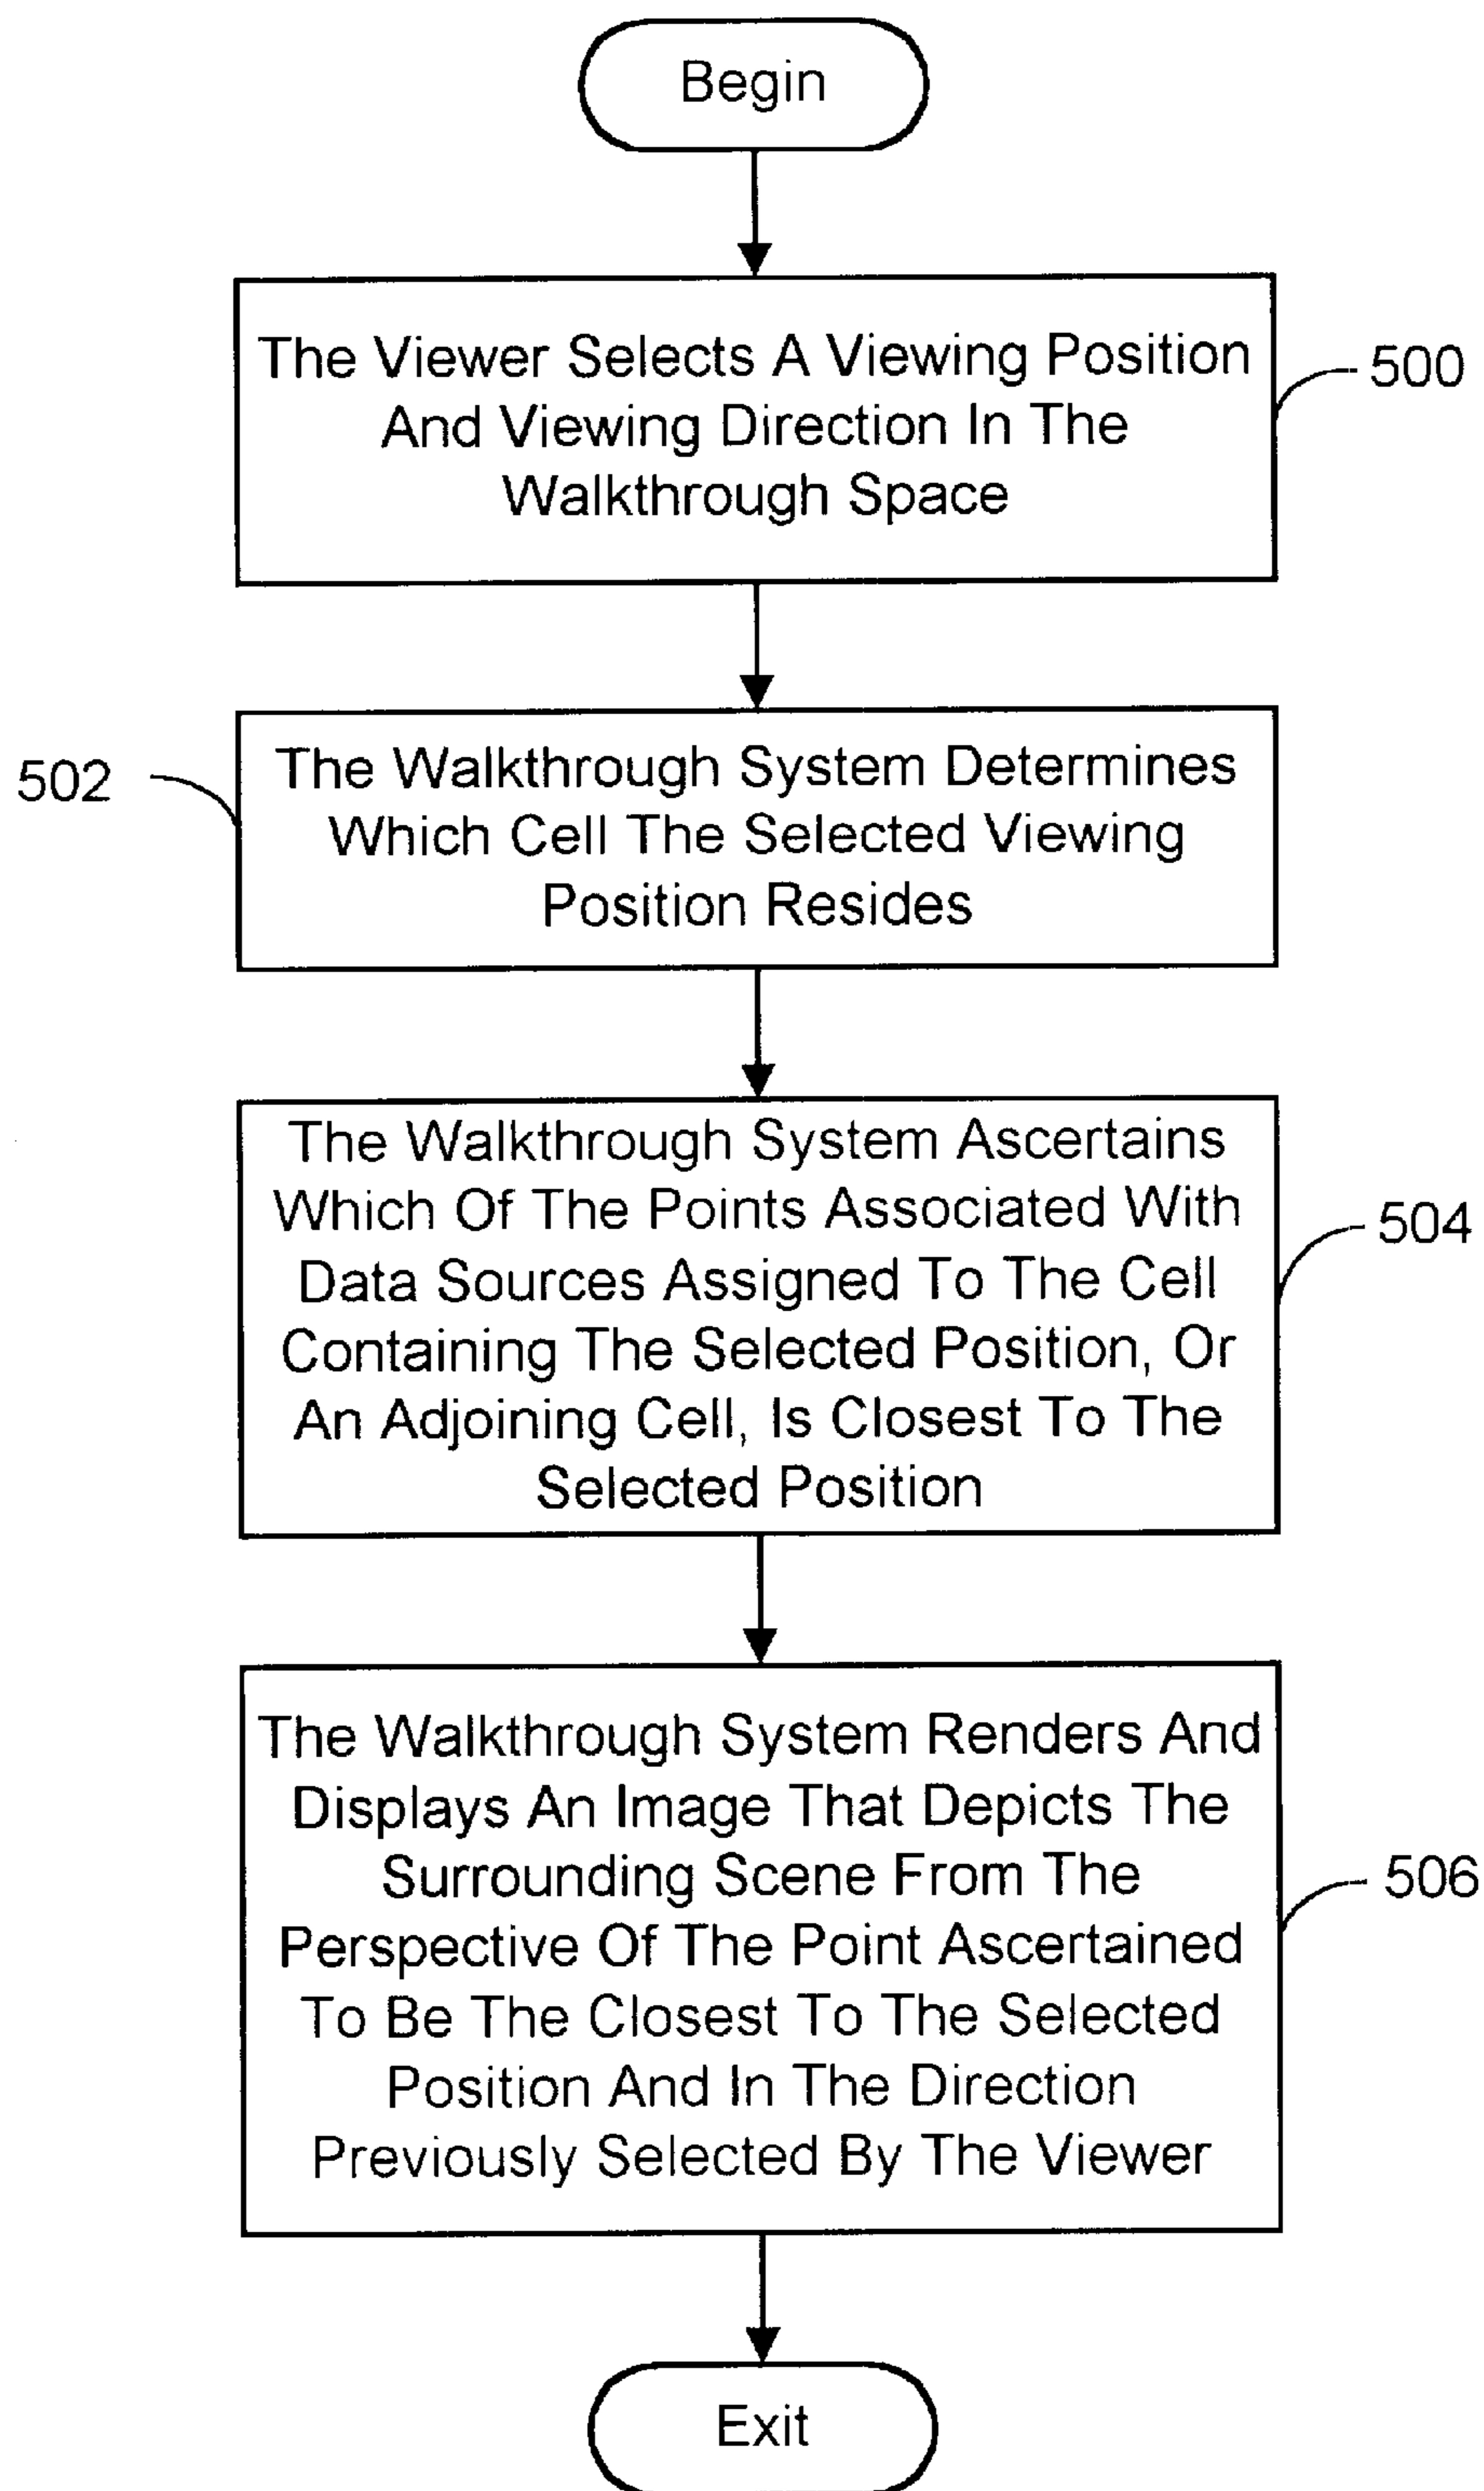 Begin
The Viewer Selects A Viewing Position
And Viewing Direction In The
Walkthrough Space
500
502
The Walkthrough System Determines
Which Cell The Selected Viewing
Position Resides
The Walkthrough System Ascertains
Which Of The Points Associated With
Data Sources Assigned To The Cell
Containing The Selected Position, Or
An Adjoining Cell, Is Closest To The
Selected Position
504
The Walkthrough System Renders And
Displays An Image That Depicts The
Surrounding Scene From The
Perspective Of The Point Ascertained
To Be The Closest To The Selected
Position And In The Direction
Previously Selected By The Viewer
506
Exit